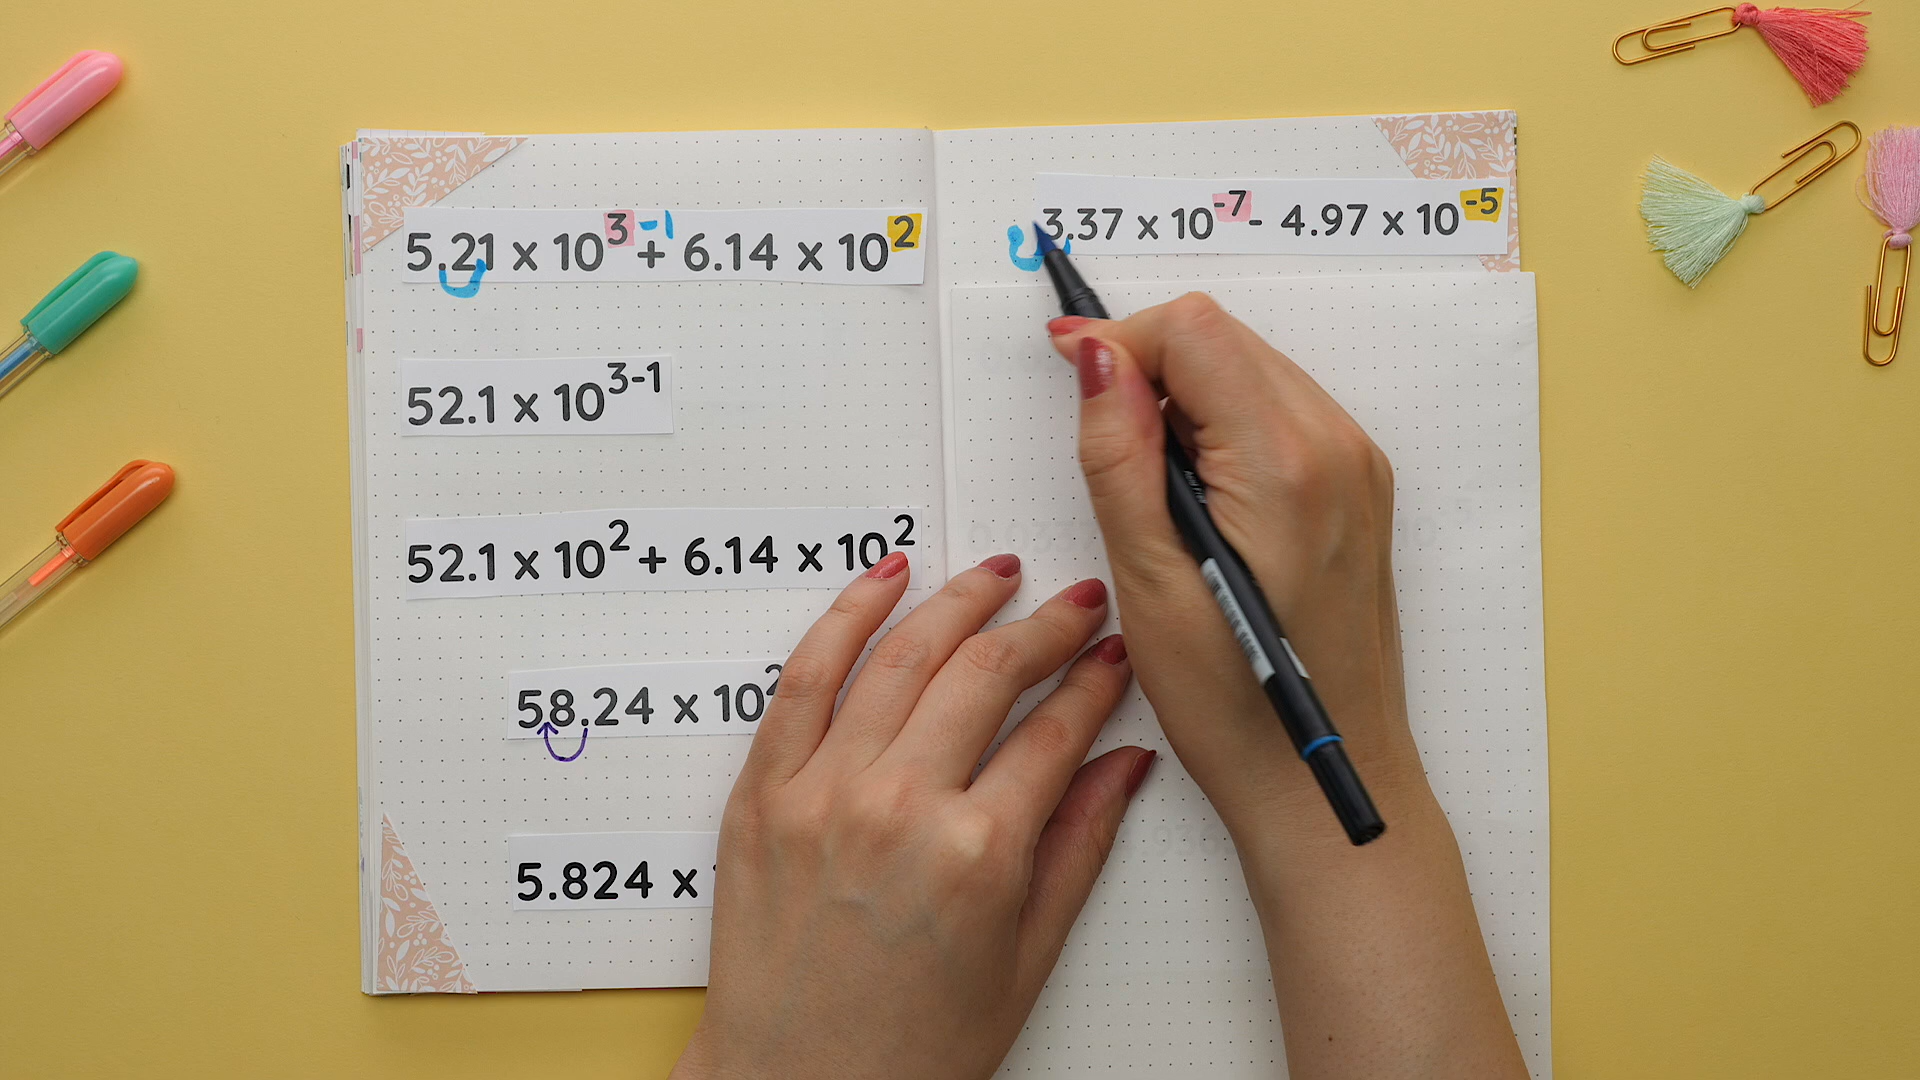 5.21 x 10³⁻¹ + 6.14 x 10²
52.1 x 10³⁻¹
52.1 x 10² + 6.14 x 10²
58.24 x 10²
5.824 x
3.37 x 10⁻⁷ - 4.97 x 10⁻⁵